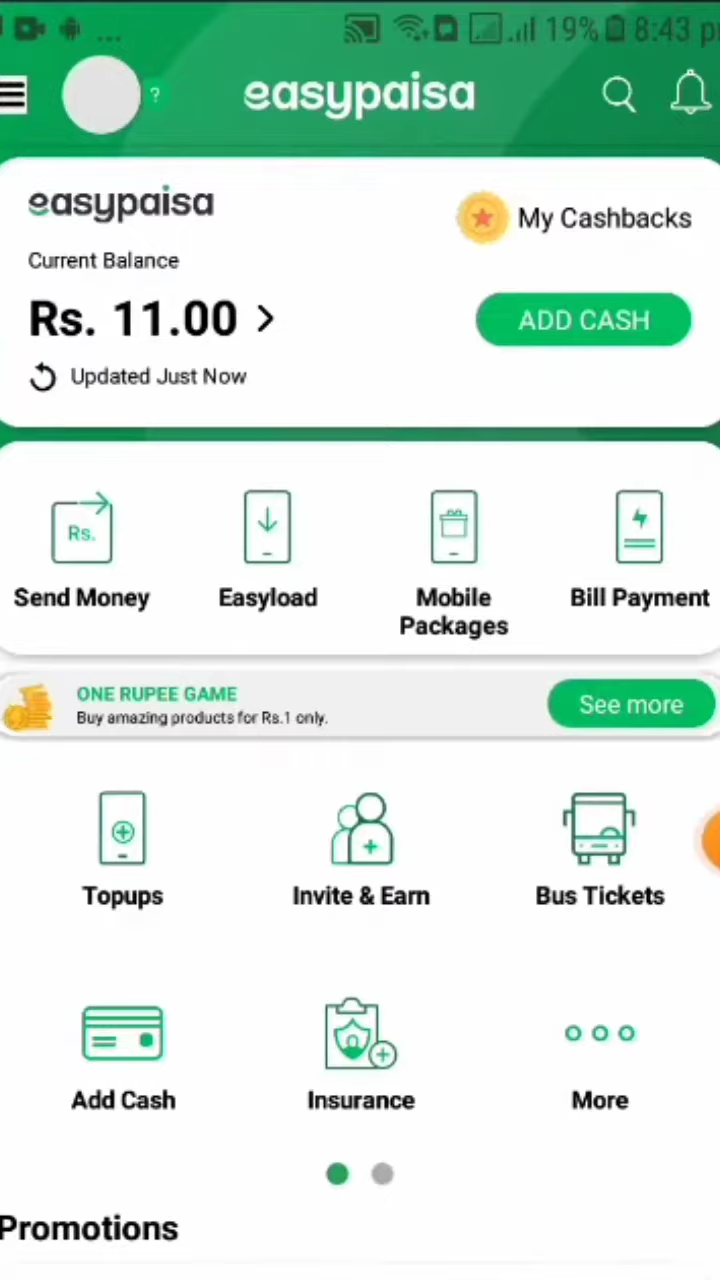 ... 19% 8:43 p
? easypaisa
easypaisa
My Cashbacks
Current Balance
Rs. 11.00 >
ADD CASH
Updated Just Now
Rs.
Send Money Easyload Mobile Packages Bill Payment
ONE RUPEE GAME
Buy amazing products for Rs.1 only.
See more
Topups Invite & Earn Bus Tickets
Add Cash Insurance More
Promotions